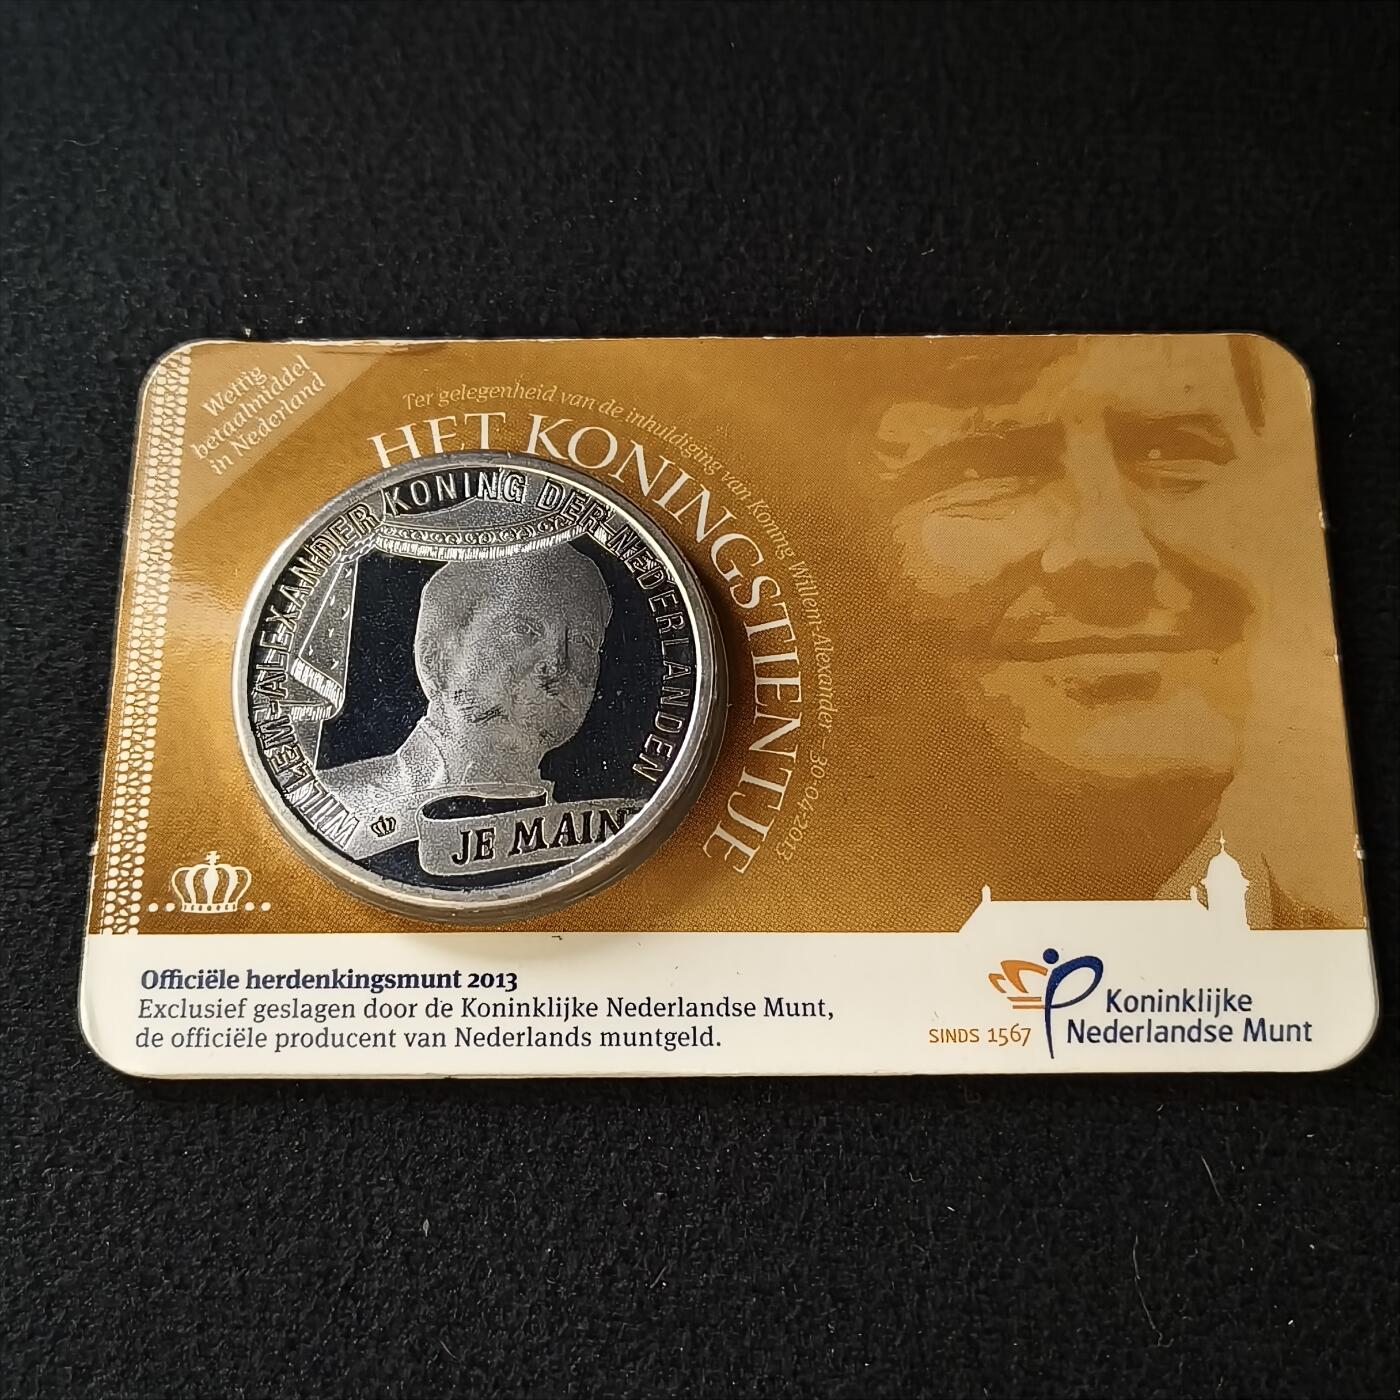 Wettig
betaalmiddel
in Nederland
Ter gelegenheid van de inhuldiging van Koning Willem-Alexander - 30-04-2013
HET KONINGSTIENTJE
WILLEM-ALEXANDER KONING DER NEDERLANDEN
JE MAIN
Officiële herdenkingsmunt 2013
Exclusief geslagen door de Koninklijke Nederlandse Munt,
de officiële producent van Nederlands muntgeld.
SINDS 1567
Koninklijke
Nederlandse Munt